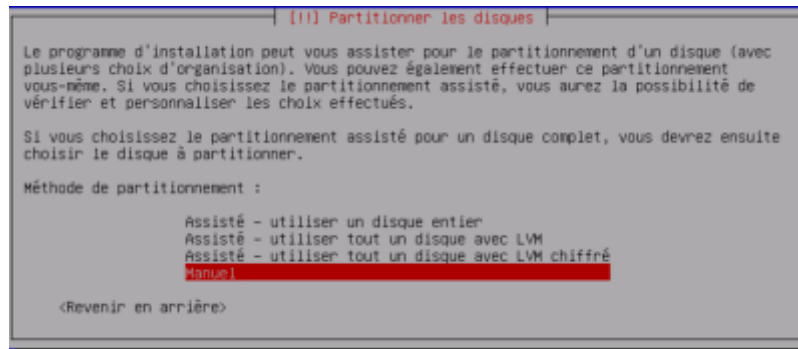 [!!] Partitionner les disques
Le programme d'installation peut vous assister pour le partitionnement d'un disque (avec
plusieurs choix d'organisation). Vous pouvez également effectuer ce partitionnement
vous-même. Si vous choisissez le partitionnement assisté, vous aurez la possibilité de
vérifier et personnaliser les choix effectués.
Si vous choisissez le partitionnement assisté pour un disque complet, vous devrez ensuite
choisir le disque à partitionner.
Méthode de partitionnement :
Assisté - utiliser un disque entier
Assisté - utiliser tout un disque avec LVM
Assisté - utiliser tout un disque avec LVM chiffré
Manuel
<Revenir en arrière>